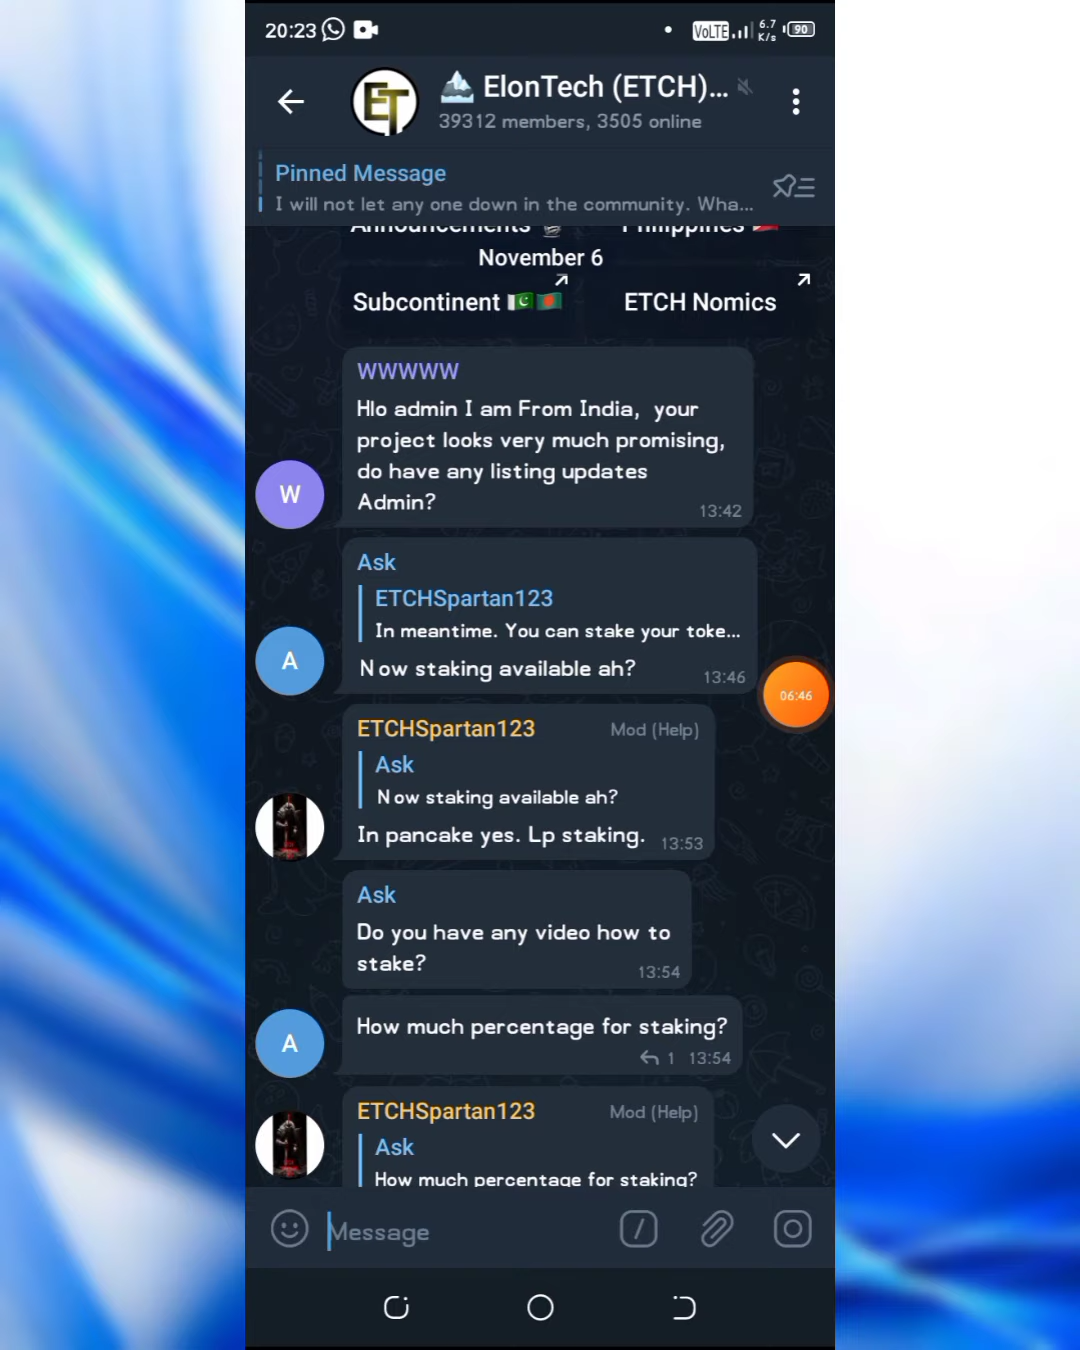 20:23
VoLTE
6.7
K/s
90
ET
ElonTech (ETCH)...
39312 members, 3505 online
Pinned Message
I will not let any one down in the community. Wha...
Announcements
Philippines
November 6
Subcontinent
ETCH Nomics
WWWWW
Hlo admin I am From India, your
project looks very much promising,
do have any listing updates
Admin?
13:42
W
Ask
ETCHSpartan123
In meantime. You can stake your toke...
Now staking available ah?
13:46
A
06:46
ETCHSpartan123
Mod (Help)
Ask
Now staking available ah?
In pancake yes. Lp staking.
13:53
Ask
Do you have any video how to
stake?
13:54
How much percentage for staking?
1 13:54
A
ETCHSpartan123
Mod (Help)
Ask
How much percentage for staking?
Message